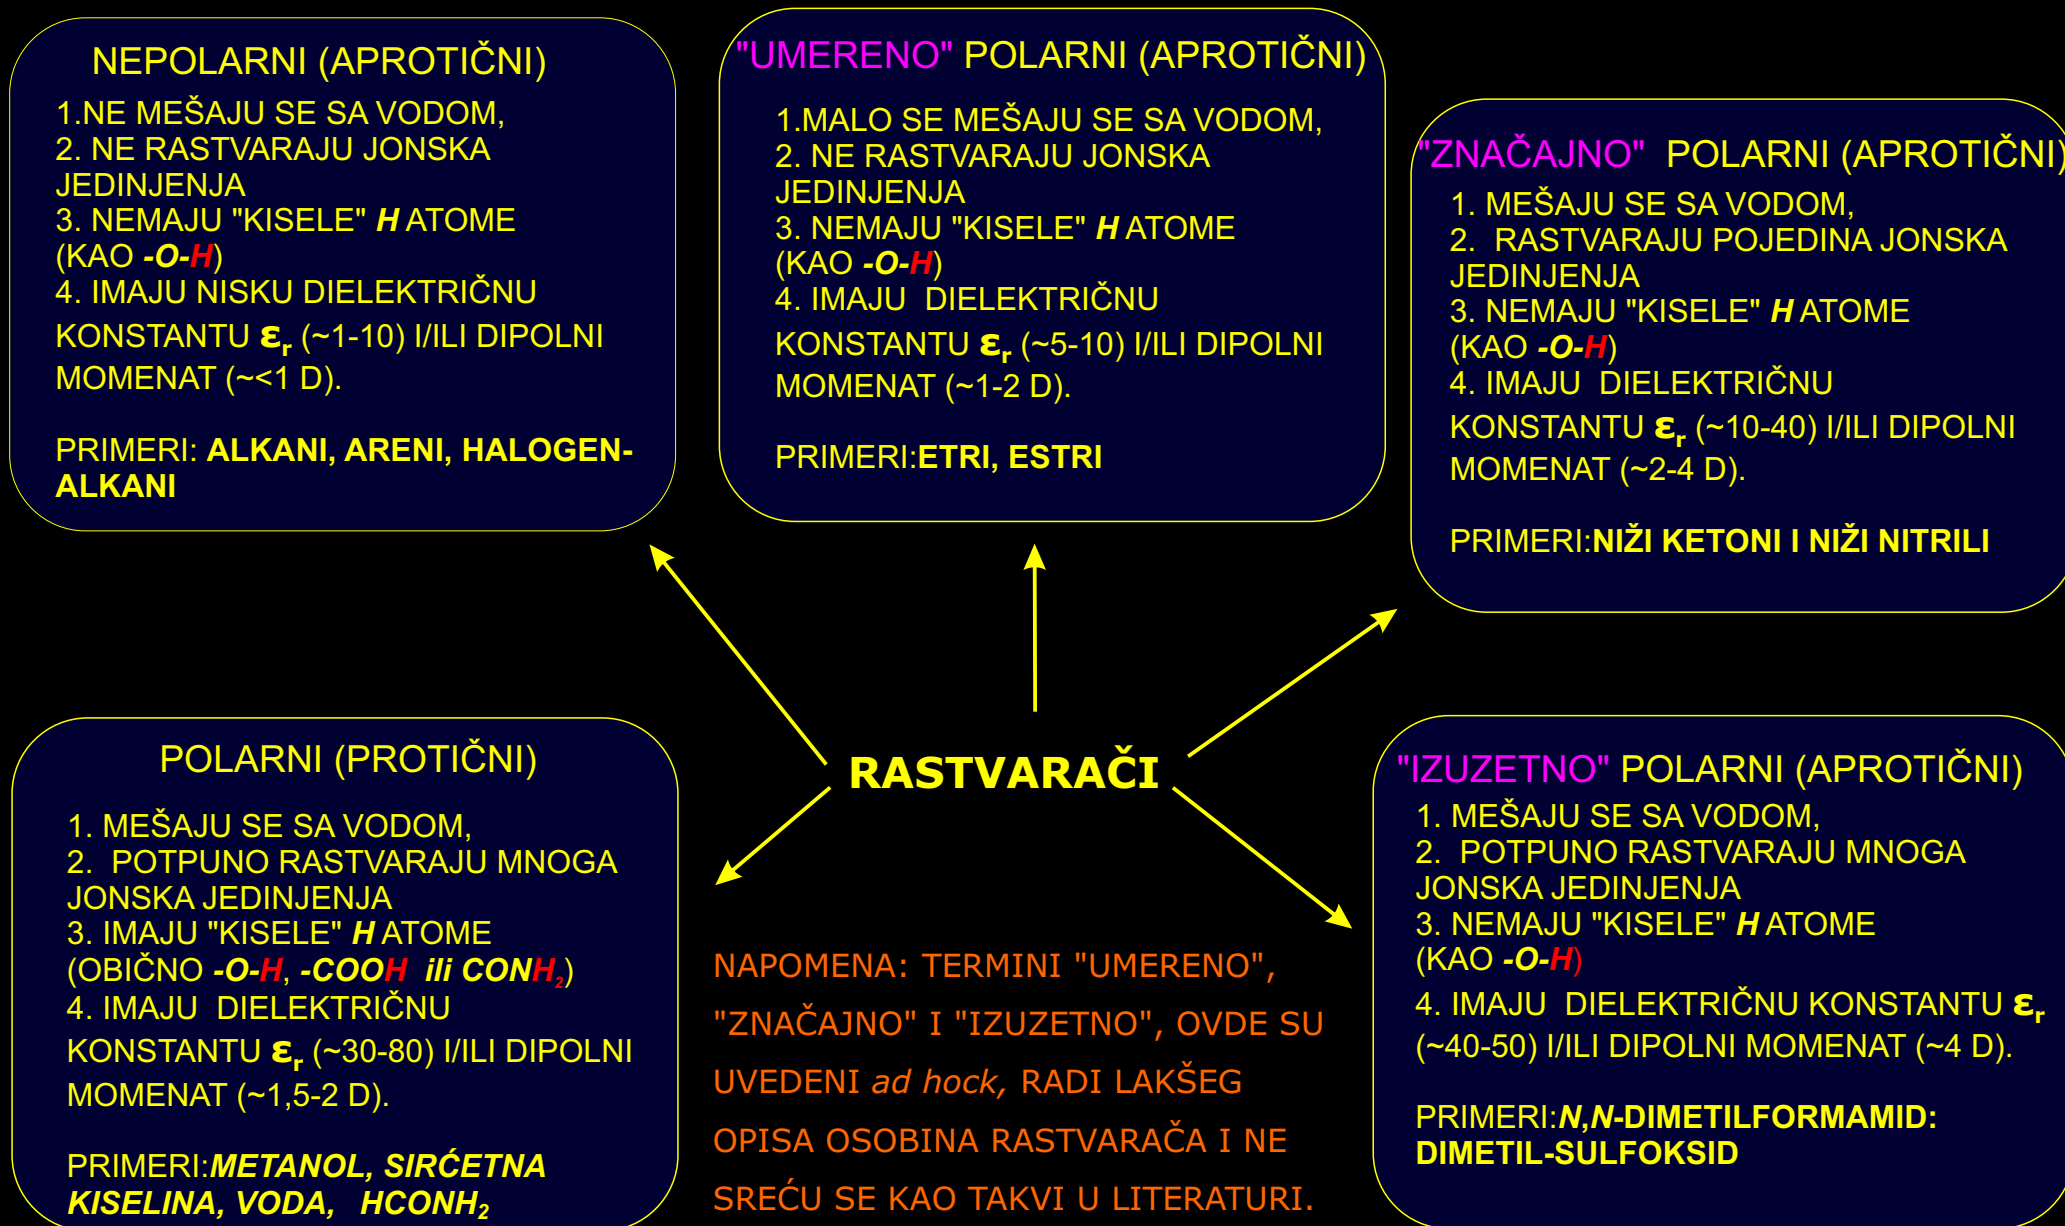 NEPOLARNI (APROTIČNI)
1.NE MEŠAJU SE SA VODOM,
2. NE RASTVARAJU JONSKA
JEDINJENJA
3. NEMAJU "KISELE" H ATOME
(KAO -O-H)
4. IMAJU NISKU DIELEKTRIČNU
KONSTANTU εr (~1-10) I/ILI DIPOLNI
MOMENAT (~<1 D).
PRIMERI: ALKANI, ARENI, HALOGEN-
ALKANI
"UMERENO" POLARNI (APROTIČNI)
1.MALO SE MEŠAJU SE SA VODOM,
2. NE RASTVARAJU JONSKA
JEDINJENJA
3. NEMAJU "KISELE" H ATOME
(KAO -O-H)
4. IMAJU DIELEKTRIČNU
KONSTANTU εr (~5-10) I/ILI DIPOLNI
MOMENAT (~1-2 D).
PRIMERI:ETRI, ESTRI
"ZNAČAJNO" POLARNI (APROTIČNI)
1. MEŠAJU SE SA VODOM,
2. RASTVARAJU POJEDINA JONSKA
JEDINJENJA
3. NEMAJU "KISELE" H ATOME
(KAO -O-H)
4. IMAJU DIELEKTRIČNU
KONSTANTU εr (~10-40) I/ILI DIPOLNI
MOMENAT (~2-4 D).
PRIMERI:NIŽI KETONI I NIŽI NITRILI
RASTVARAČI
POLARNI (PROTIČNI)
1. MEŠAJU SE SA VODOM,
2. POTPUNO RASTVARAJU MNOGA
JONSKA JEDINJENJA
3. IMAJU "KISELE" H ATOME
(OBIČNO -O-H, -COOH ili CONH2)
4. IMAJU DIELEKTRIČNU
KONSTANTU εr (~30-80) I/ILI DIPOLNI
MOMENAT (~1,5-2 D).
PRIMERI:METANOL, SIRĆETNA
KISELINA, VODA, HCONH2
NAPOMENA: TERMINI "UMERENO",
"ZNAČAJNO" I "IZUZETNO", OVDE SU
UVEDENI ad hock, RADI LAKŠEG
OPISA OSOBINA RASTVARAČA I NE
SREĆU SE KAO TAKVI U LITERATURI.
"IZUZETNO" POLARNI (APROTIČNI)
1. MEŠAJU SE SA VODOM,
2. POTPUNO RASTVARAJU MNOGA
JONSKA JEDINJENJA
3. NEMAJU "KISELE" H ATOME
(KAO -O-H)
4. IMAJU DIELEKTRIČNU KONSTANTU εr
(~40-50) I/ILI DIPOLNI MOMENAT (~4 D).
PRIMERI:N,N-DIMETILFORMAMID:
DIMETIL-SULFOKSID